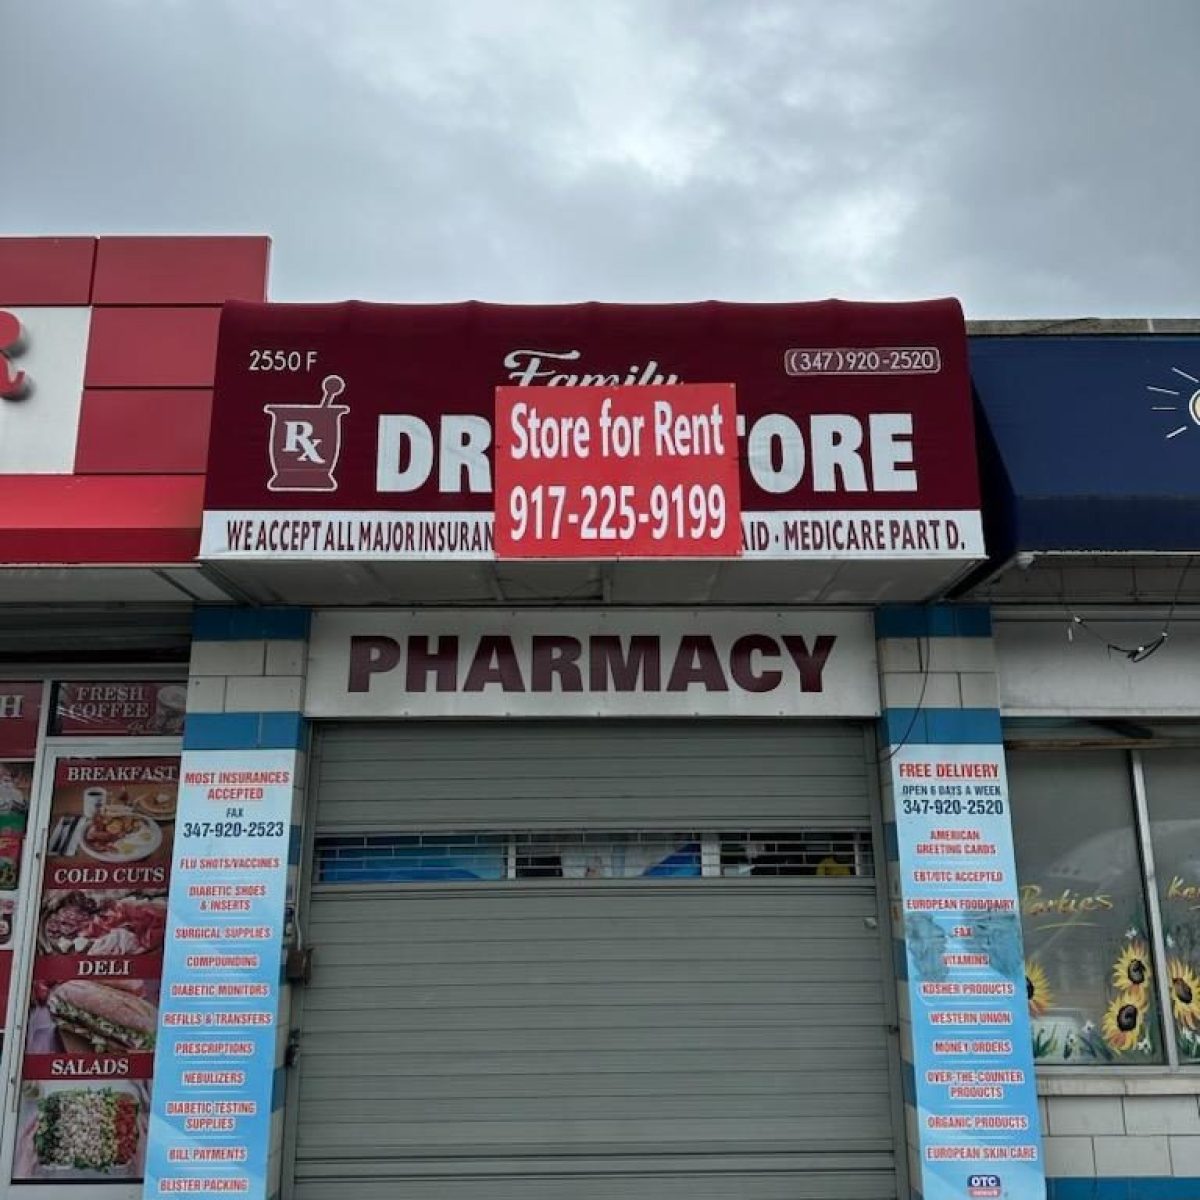 2550 F
Family
(347) 920-2520
Rx
DR
TORE
Store for Rent
917-225-9199
WE ACCEPT ALL MAJOR INSURAN
AID · MEDICARE PART D.
PHARMACY
R
H
FRESH
COFFEE
BREAKFAST
COLD CUTS
DELI
SALADS
MOST INSURANCES
ACCEPTED
FAX
347-920-2523
FLU SHOTS/VACCINES
DIABETIC SHOES
& INSERTS
SURGICAL SUPPLIES
COMPOUNDING
DIABETIC MONITORS
REFILLS & TRANSFERS
PRESCRIPTIONS
NEBULIZERS
DIABETIC TESTING
SUPPLIES
BILL PAYMENTS
BLISTER PACKING
FREE DELIVERY
OPEN 6 DAYS A WEEK
347-920-2520
AMERICAN
GREETING CARDS
EBT/OTC ACCEPTED
EUROPEAN FOOD/DAIRY
FAX
VITAMINS
KOSHER PRODUCTS
WESTERN UNION
MONEY ORDERS
OVER-THE-COUNTER
PRODUCTS
ORGANIC PRODUCTS
EUROPEAN SKIN CARE
OTC
Parties